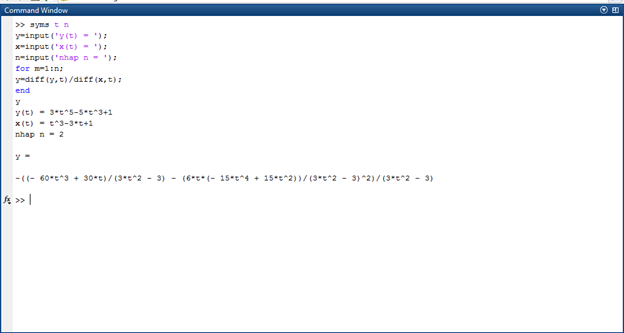 Command Window
>> syms t n
y=input('y(t) = ');
x=input('x(t) = ');
n=input('nhap n = ');
for m=1:n;
y=diff(y,t)/diff(x,t);
end
y
y(t) = 3*t^5-5*t^3+1
x(t) = t^3-3*t+1
nhap n = 2
y =
-((- 60*t^3 + 30*t)/(3*t^2 - 3) - (6*t*(- 15*t^4 + 15*t^2))/(3*t^2 - 3)^2)/(3*t^2 - 3)
fx >>